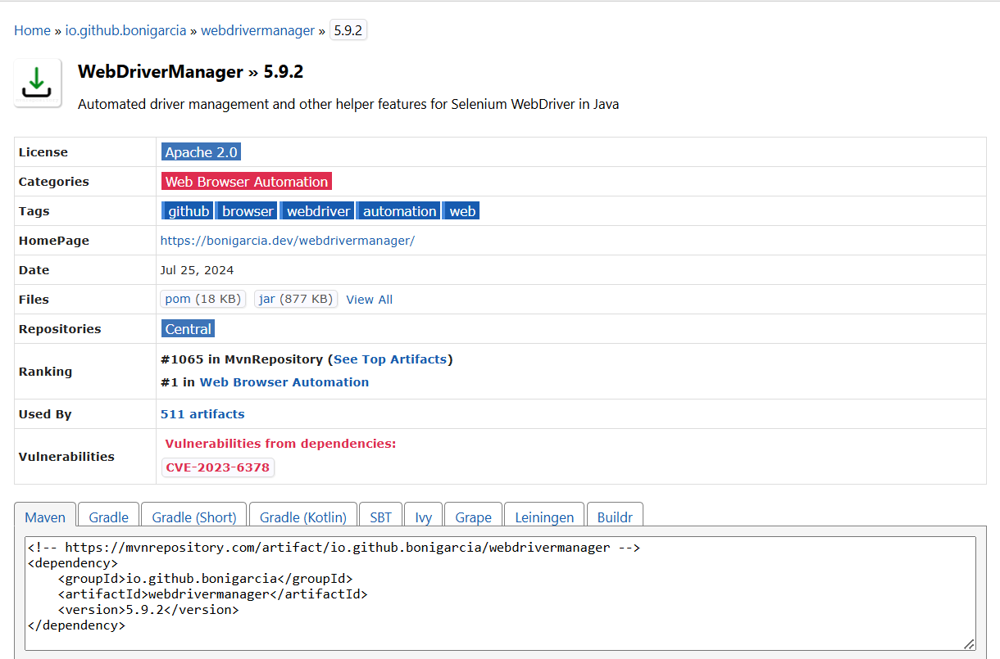 Home » io.github.bonigarcia » webdrivermanager » 5.9.2
WebDriverManager » 5.9.2
Automated driver management and other helper features for Selenium WebDriver in Java
License Apache 2.0
Categories Web Browser Automation
Tags github browser webdriver automation web
HomePage https://bonigarcia.dev/webdrivermanager/
Date Jul 25, 2024
Files pom (18 KB) jar (877 KB) View All
Repositories Central
Ranking #1065 in MvnRepository (See Top Artifacts)
#1 in Web Browser Automation
Used By 511 artifacts
Vulnerabilities Vulnerabilities from dependencies:
CVE-2023-6378
Maven Gradle Gradle (Short) Gradle (Kotlin) SBT Ivy Grape Leiningen Buildr
<!-- https://mvnrepository.com/artifact/io.github.bonigarcia/webdrivermanager -->
<dependency>
    <groupId>io.github.bonigarcia</groupId>
    <artifactId>webdrivermanager</artifactId>
    <version>5.9.2</version>
</dependency>